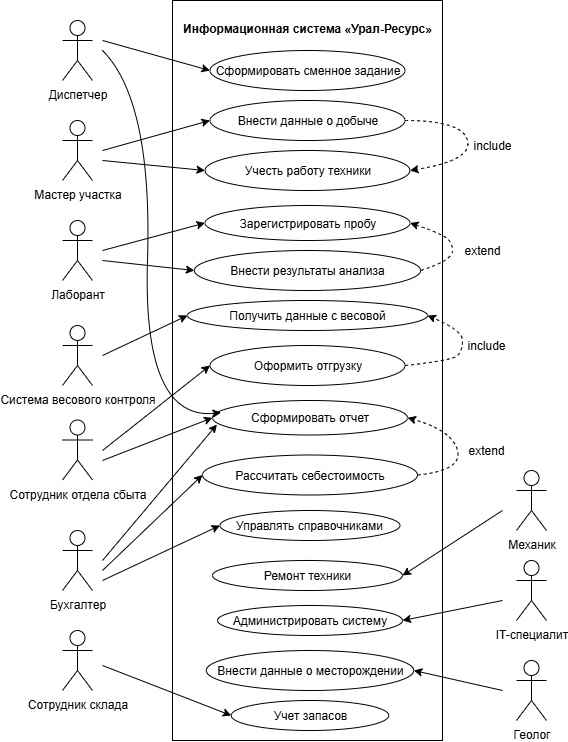 Информационная система «Урал-Ресурс»
Диспетчер
Сформировать сменное задание
Внести данные о добыче
include
Мастер участка
Учесть работу техники
Зарегистрировать пробу
extend
Лаборант
Внести результаты анализа
Получить данные с весовой
include
Система весового контроля
Оформить отгрузку
Сформировать отчет
extend
Сотрудник отдела сбыта
Рассчитать себестоимость
Управлять справочниками
Механик
Бухгалтер
Ремонт техники
Администрировать систему
IT-специалит
Внести данные о месторождении
Сотрудник склада
Учет запасов
Геолог